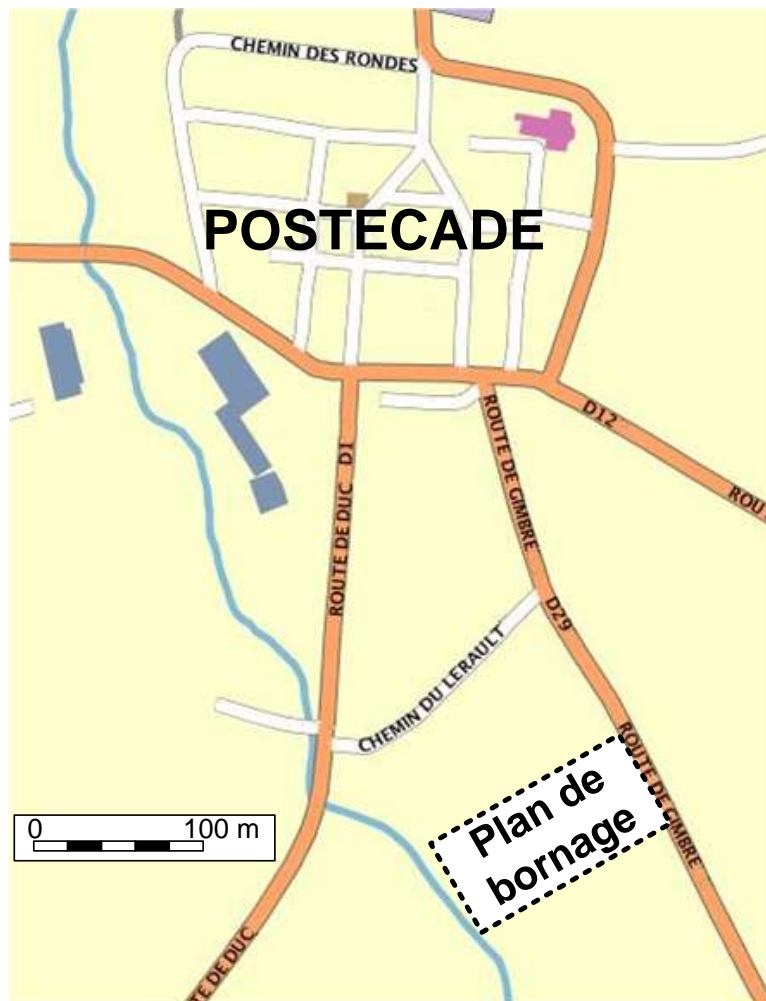 CHEMIN DES RONDES
POSTECADE
D12
ROU
ROUTE DE DUC D1
ROUTE DE GIMBRE
D29
CHEMIN DU LERAULT
ROUTE DE GIMBRE
Plan de
bornage
0 100 m
TE DE DUC